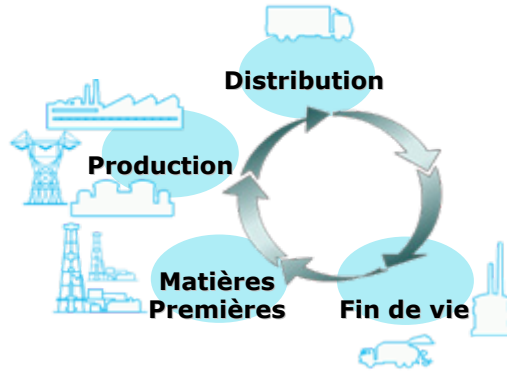 Distribution
Production
Matières
Premières
Fin de vie